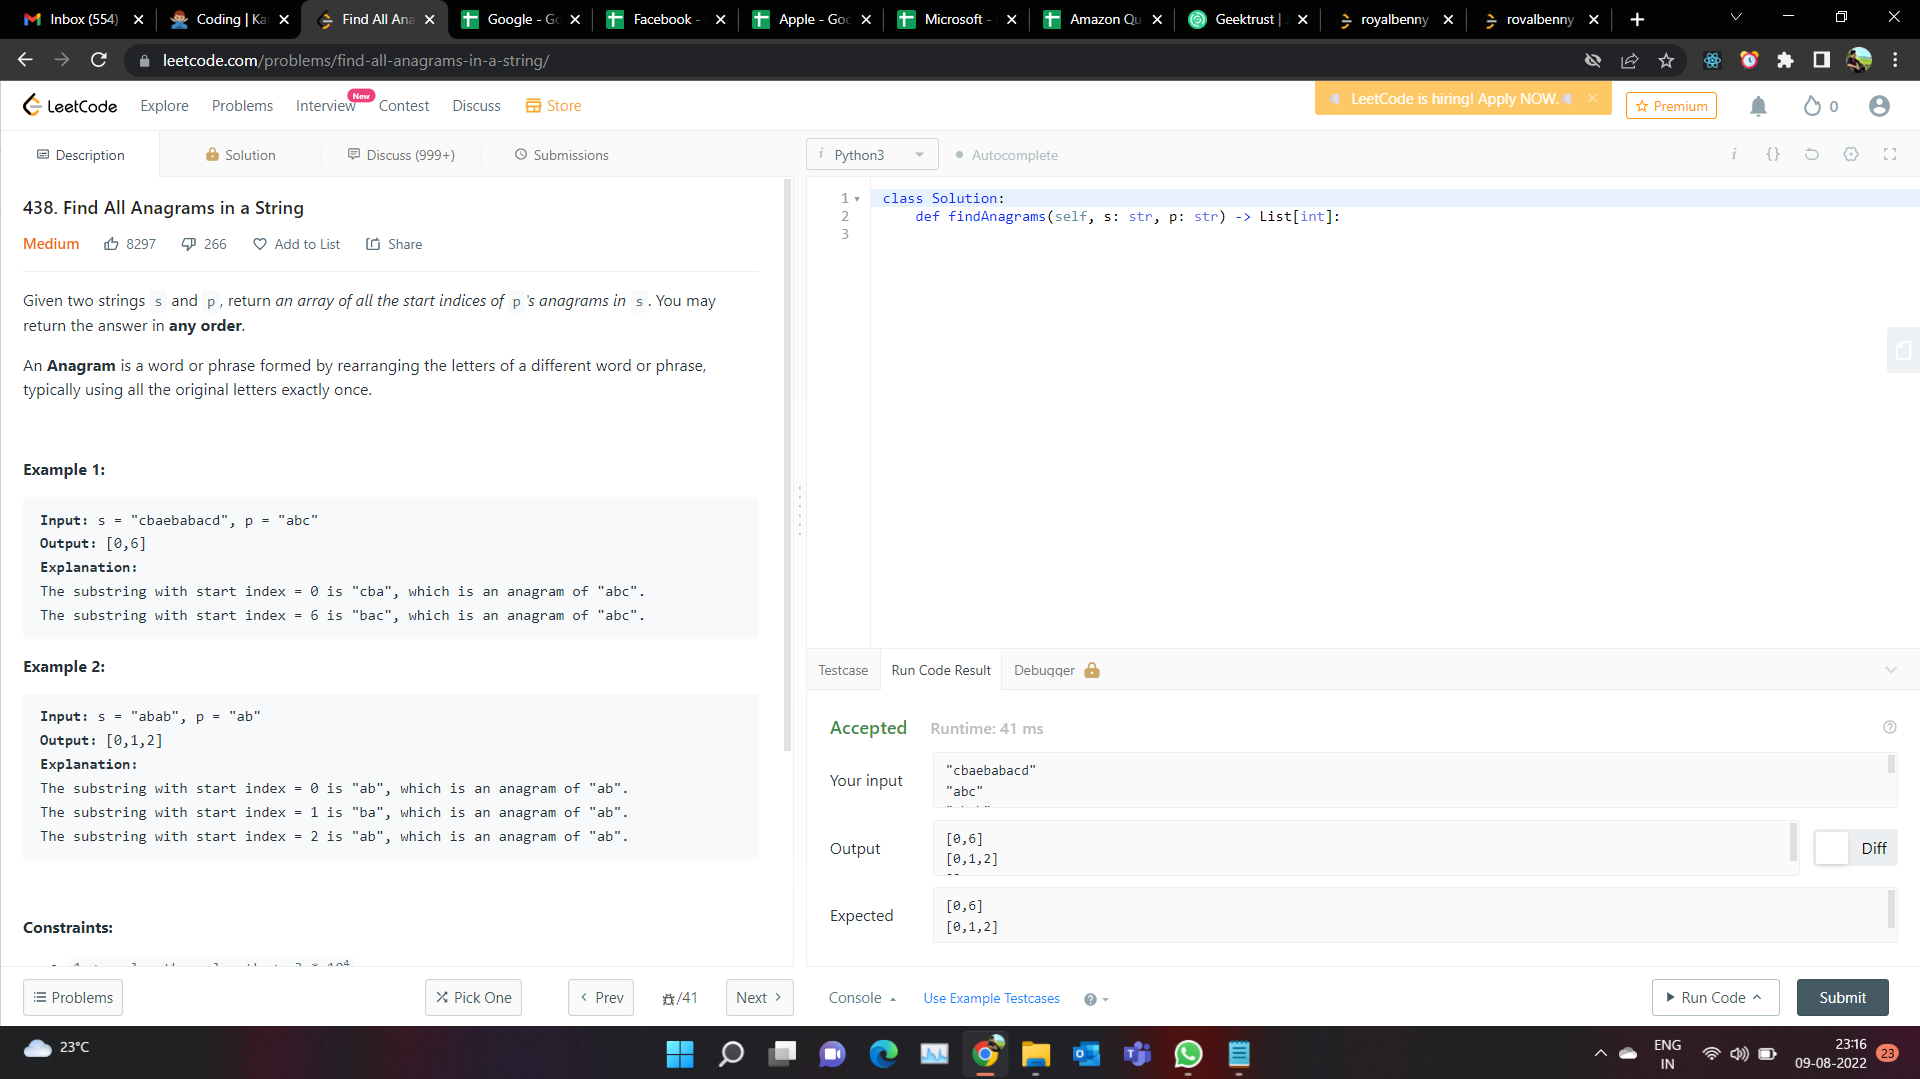 Inbox (554)
Coding | Ka
Find All Ana
Google - Go
Facebook -
Apple - Goo
Microsoft -
Amazon Qu
Geektrust |
royalbenny
royalbenny
leetcode.com/problems/find-all-anagrams-in-a-string/
LeetCode
Explore
Problems
Interview
New
Contest
Discuss
Store
LeetCode is hiring! Apply NOW.
Premium
0
Description
Solution
Discuss (999+)
Submissions
i Python3
Autocomplete
438. Find All Anagrams in a String
Medium
8297
266
Add to List
Share
Given two strings s and p, return an array of all the start indices of p's anagrams in s. You may
return the answer in any order.
An Anagram is a word or phrase formed by rearranging the letters of a different word or phrase,
typically using all the original letters exactly once.
Example 1:
Input: s = "cbaebabacd", p = "abc"
Output: [0,6]
Explanation:
The substring with start index = 0 is "cba", which is an anagram of "abc".
The substring with start index = 6 is "bac", which is an anagram of "abc".
Example 2:
Input: s = "abab", p = "ab"
Output: [0,1,2]
Explanation:
The substring with start index = 0 is "ab", which is an anagram of "ab".
The substring with start index = 1 is "ba", which is an anagram of "ab".
The substring with start index = 2 is "ab", which is an anagram of "ab".
Constraints:
Problems
Pick One
Prev
/41
Next
1 class Solution:
2 def findAnagrams(self, s: str, p: str) -> List[int]:
3
Testcase
Run Code Result
Debugger
Accepted
Runtime: 41 ms
Your input
"cbaebabacd"
"abc"
Output
[0,6]
[0,1,2]
Diff
Expected
[0,6]
[0,1,2]
Console
Use Example Testcases
Run Code
Submit
23°C
ENG
IN
23:16
09-08-2022
23